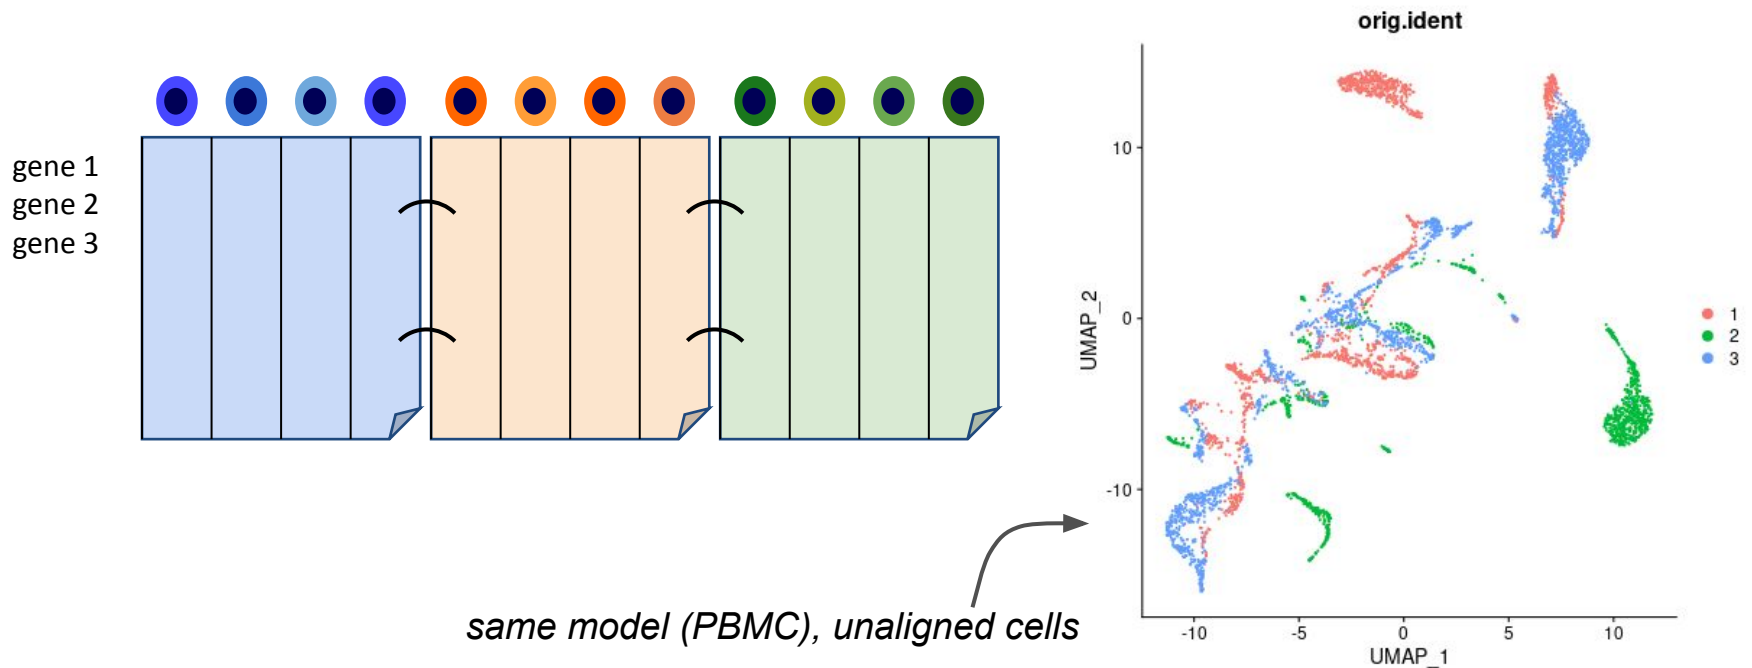 orig.ident
gene 1
gene 2
gene 3
10
0
-10
UMAP_2
1
2
3
-10
-5
0
5
10
UMAP_1
same model (PBMC), unaligned cells